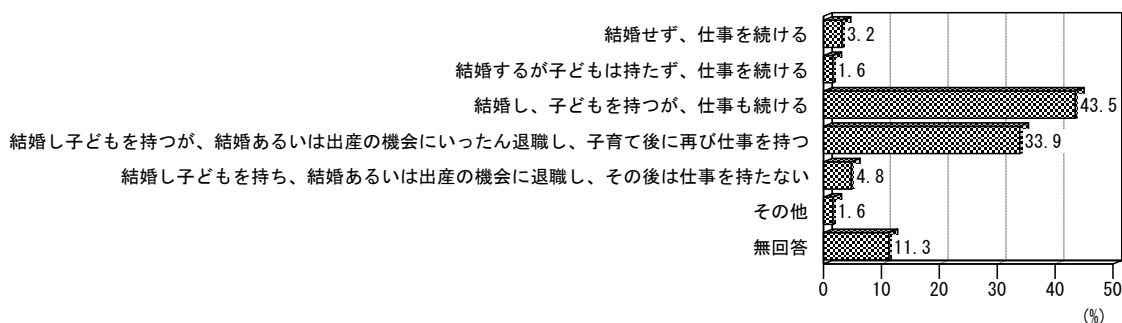 結婚せず、仕事を続ける 3.2
結婚するが子どもは持たず、仕事を続ける 1.6
結婚し、子どもを持つが、仕事も続ける 43.5
結婚し子どもを持つが、結婚あるいは出産の機会にいったん退職し、子育て後に再び仕事を持つ 33.9
結婚し子どもを持ち、結婚あるいは出産の機会に退職し、その後は仕事を持たない 4.8
その他 1.6
無回答 11.3
0 10 20 30 40 50
(%)